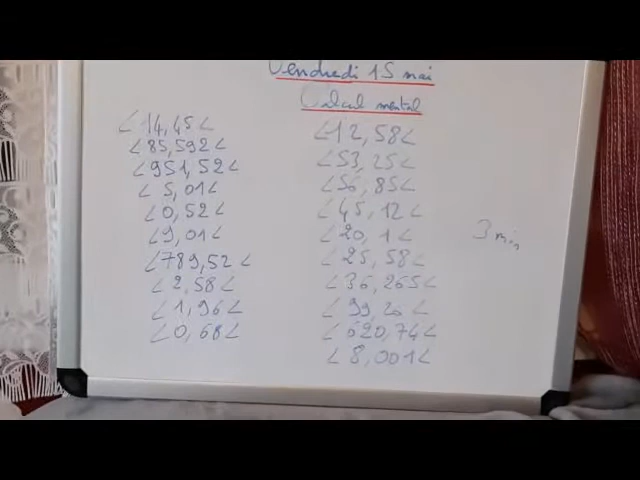 Vendredi 15 mai
Calcul mental
< 14,45 <
< 85,592 <
< 951,52 <
< 5,01 <
< 0,52 <
< 9,01 <
< 789,52 <
< 2,58 <
< 1,96 <
< 0,68 <
< 12,58 <
< 53,25 <
< 56,85 <
< 45,12 <
< 20,1 <
< 25,58 <
< 36,265 <
< 99,26 <
< 620,74 <
< 8,001 <
3 min